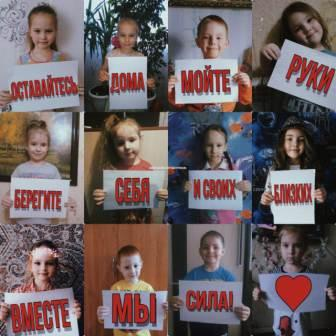 ОСТАВАЙТЕСЬ ДОМА МОЙТЕ РУКИ
БЕРЕГИТЕ СЕБЯ И СВОИХ БЛИЗКИХ
ВМЕСТЕ МЫ СИЛА!